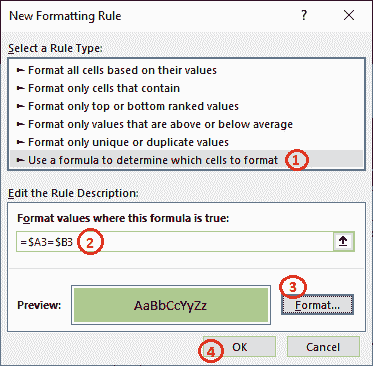 New Formatting Rule ? ×
Select a Rule Type:
► Format all cells based on their values
► Format only cells that contain
► Format only top or bottom ranked values
► Format only values that are above or below average
► Format only unique or duplicate values
► Use a formula to determine which cells to format 1
Edit the Rule Description:
Format values where this formula is true:
=$A3=$B3 2
3
Preview: AaBbCcYyZz Format...
4 OK Cancel